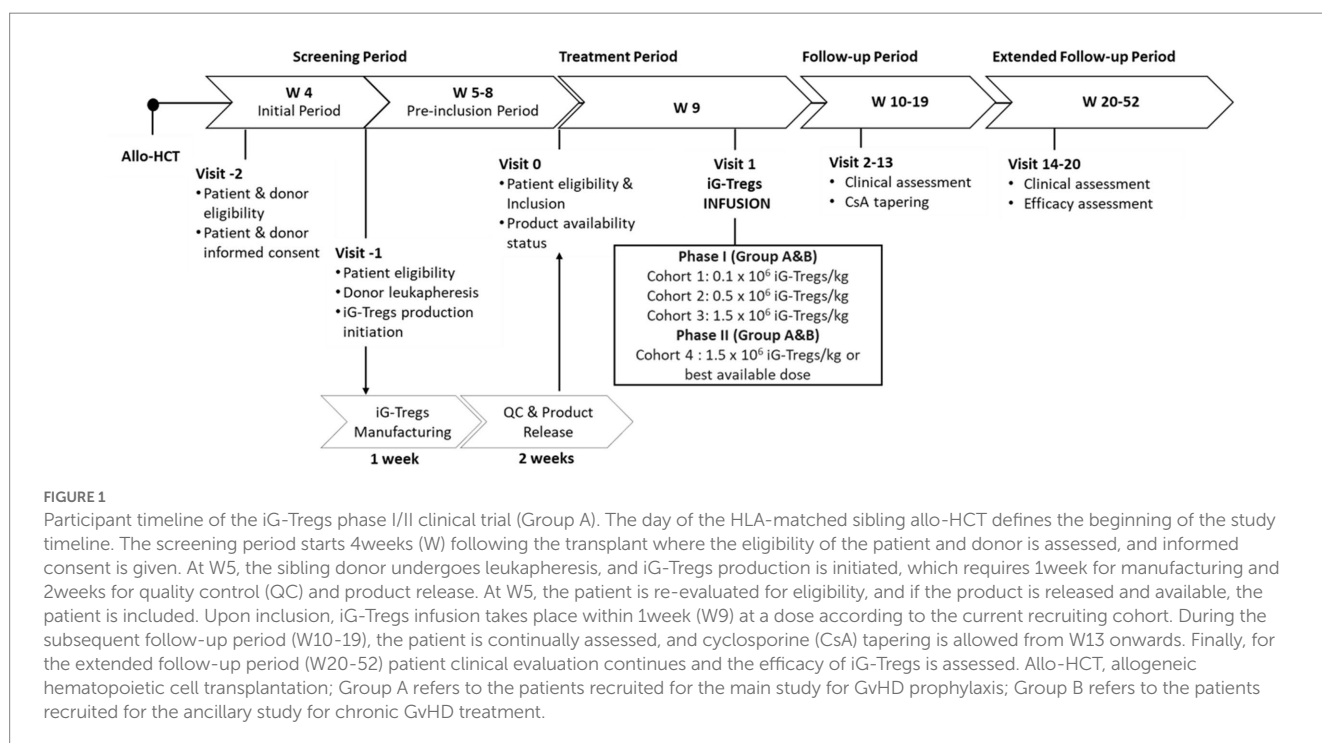 Screening Period
Treatment Period
Follow-up Period
Extended Follow-up Period
W 4
Initial Period
W 5-8
Pre-inclusion Period
W 9
W 10-19
W 20-52
Allo-HCT
Visit -2
• Patient & donor
eligibility
• Patient & donor
informed consent
Visit -1
• Patient eligibility
• Donor leukapheresis
• iG-Tregs production
initiation
Visit 0
• Patient eligibility &
Inclusion
• Product availability
status
Visit 1
iG-Tregs
INFUSION
Visit 2-13
• Clinical assessment
• CsA tapering
Visit 14-20
• Clinical assessment
• Efficacy assessment
Phase I (Group A&B)
Cohort 1: 0.1 x 10⁶ iG-Tregs/kg
Cohort 2: 0.5 x 10⁶ iG-Tregs/kg
Cohort 3: 1.5 x 10⁶ iG-Tregs/kg
Phase II (Group A&B)
Cohort 4 : 1.5 x 10⁶ iG-Tregs/kg or
best available dose
iG-Tregs
Manufacturing
1 week
QC & Product
Release
2 weeks
FIGURE 1
Participant timeline of the iG-Tregs phase I/II clinical trial (Group A). The day of the HLA-matched sibling allo-HCT defines the beginning of the study
timeline. The screening period starts 4weeks (W) following the transplant where the eligibility of the patient and donor is assessed, and informed
consent is given. At W5, the sibling donor undergoes leukapheresis, and iG-Tregs production is initiated, which requires 1week for manufacturing and
2weeks for quality control (QC) and product release. At W5, the patient is re-evaluated for eligibility, and if the product is released and available, the
patient is included. Upon inclusion, iG-Tregs infusion takes place within 1week (W9) at a dose according to the current recruiting cohort. During the
subsequent follow-up period (W10-19), the patient is continually assessed, and cyclosporine (CsA) tapering is allowed from W13 onwards. Finally, for
the extended follow-up period (W20-52) patient clinical evaluation continues and the efficacy of iG-Tregs is assessed. Allo-HCT, allogeneic
hematopoietic cell transplantation; Group A refers to the patients recruited for the main study for GvHD prophylaxis; Group B refers to the patients
recruited for the ancillary study for chronic GvHD treatment.